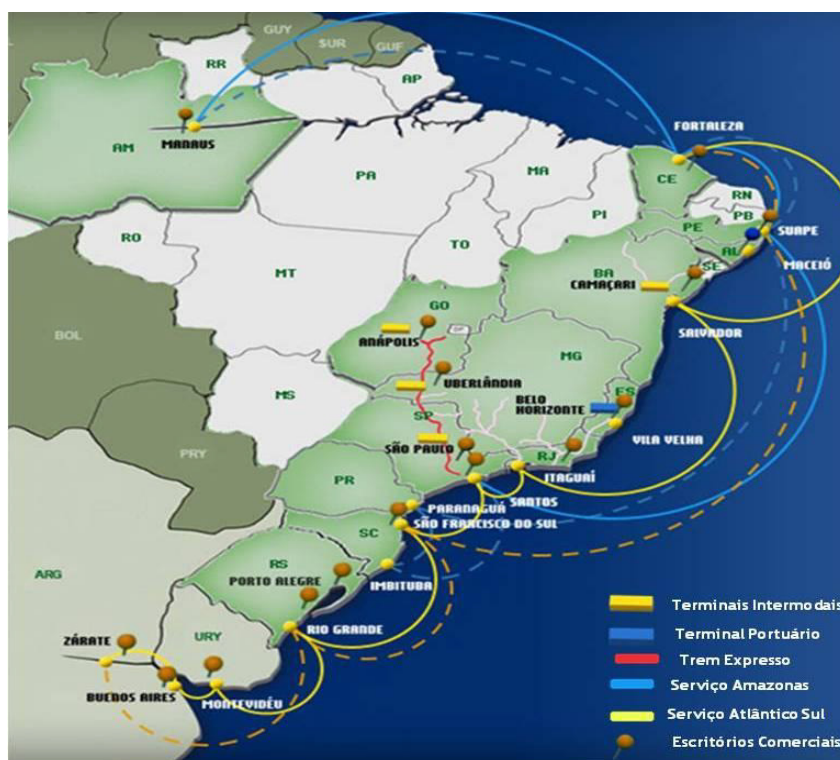 GUY
SUR
GUF
RR
AP
AM
MANAUS
FORTALEZA
PA
MA
CE
RN
PB
PI
PE
SUAPE
AL
MACEIÓ
RO
TO
SE
BA
CAMAÇARI
MT
SALVADOR
GO
DF
ANÁPOLIS
BOL
MG
UBERLÂNDIA
MS
BELO
HORIZONTE
ES
SP
VILA VELHA
SÃO PAULO
RJ
ITAGUAÍ
PRY
PR
SANTOS
PARANAGUÁ
SÃO FRANCISCO DO SUL
SC
ARG
RS
IMBITUBA
PORTO ALEGRE
RIO GRANDE
URY
ZÁRATE
BUENOS AIRES
MONTEVIDÉU
Terminais Intermodais
Terminal Portuário
Trem Expresso
Serviço Amazonas
Serviço Atlântico Sul
Escritórios Comerciais